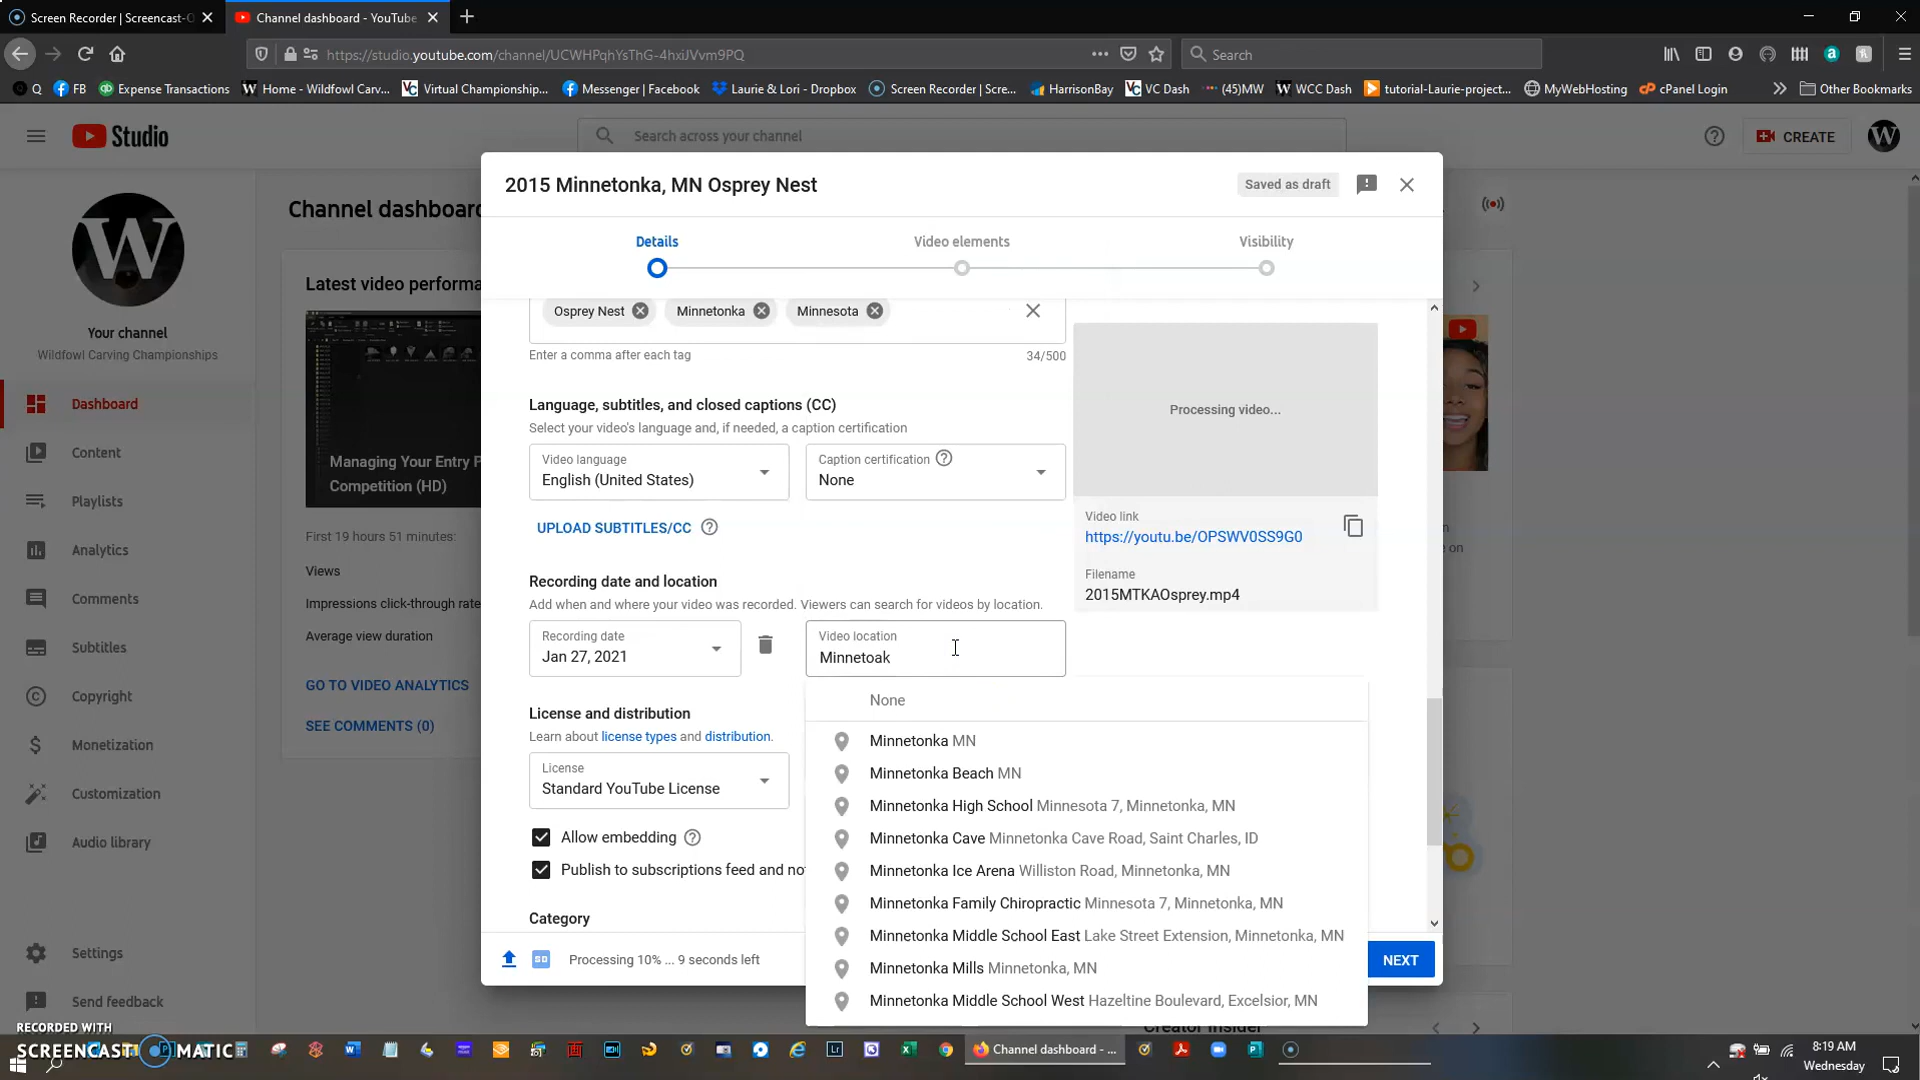 Screen Recorder | Screencast-O
Channel dashboard - YouTube
https://studio.youtube.com/channel/UCWHPqhYsThG-4hxiJVvm9PQ
Search
Q
FB
Expense Transactions
Home - Wildfowl Carv...
Virtual Championship...
Messenger | Facebook
Laurie & Lori - Dropbox
Screen Recorder | Scre...
HarrisonBay
VC Dash
(45)MW
WCC Dash
tutorial-Laurie-project...
MyWebHosting
cPanel Login
Other Bookmarks
Studio
Search across your channel
CREATE
Channel dashboard
2015 Minnetonka, MN Osprey Nest
Saved as draft
Details
Video elements
Visibility
Your channel
Wildfowl Carving Championships
Dashboard
Content
Playlists
Analytics
Comments
Subtitles
Copyright
Monetization
Customization
Audio library
Settings
Send feedback
Latest video performa
Managing Your Entry P
Competition (HD)
First 19 hours 51 minutes:
Views
Impressions click-through rate
Average view duration
GO TO VIDEO ANALYTICS
SEE COMMENTS (0)
Osprey Nest
Minnetonka
Minnesota
Enter a comma after each tag
34/500
Language, subtitles, and closed captions (CC)
Select your video's language and, if needed, a caption certification
Video language
English (United States)
Caption certification
None
UPLOAD SUBTITLES/CC
Recording date and location
Add when and where your video was recorded. Viewers can search for videos by location.
Recording date
Jan 27, 2021
Video location
Minnetoak
License and distribution
Learn about license types and distribution.
License
Standard YouTube License
Allow embedding
Publish to subscriptions feed and no
Category
Processing video...
Video link
https://youtu.be/OPSWV0SS9G0
Filename
2015MTKAOsprey.mp4
None
Minnetonka MN
Minnetonka Beach MN
Minnetonka High School Minnesota 7, Minnetonka, MN
Minnetonka Cave Minnetonka Cave Road, Saint Charles, ID
Minnetonka Ice Arena Williston Road, Minnetonka, MN
Minnetonka Family Chiropractic Minnesota 7, Minnetonka, MN
Minnetonka Middle School East Lake Street Extension, Minnetonka, MN
Minnetonka Mills Minnetonka, MN
Minnetonka Middle School West Hazeltine Boulevard, Excelsior, MN
SD
Processing 10% ... 9 seconds left
NEXT
on
Creator Insider
RECORDED WITH
SCREENCAST MATIC
Channel dashboard - ...
8:19 AM
Wednesday